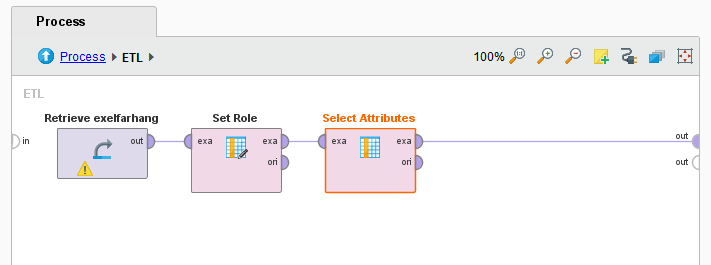 Process
Process ▸ ETL ▸
100%
ETL
Retrieve exelfarhang
Set Role
Select Attributes
in
out
exa
exa
ori
exa
exa
ori
out
out